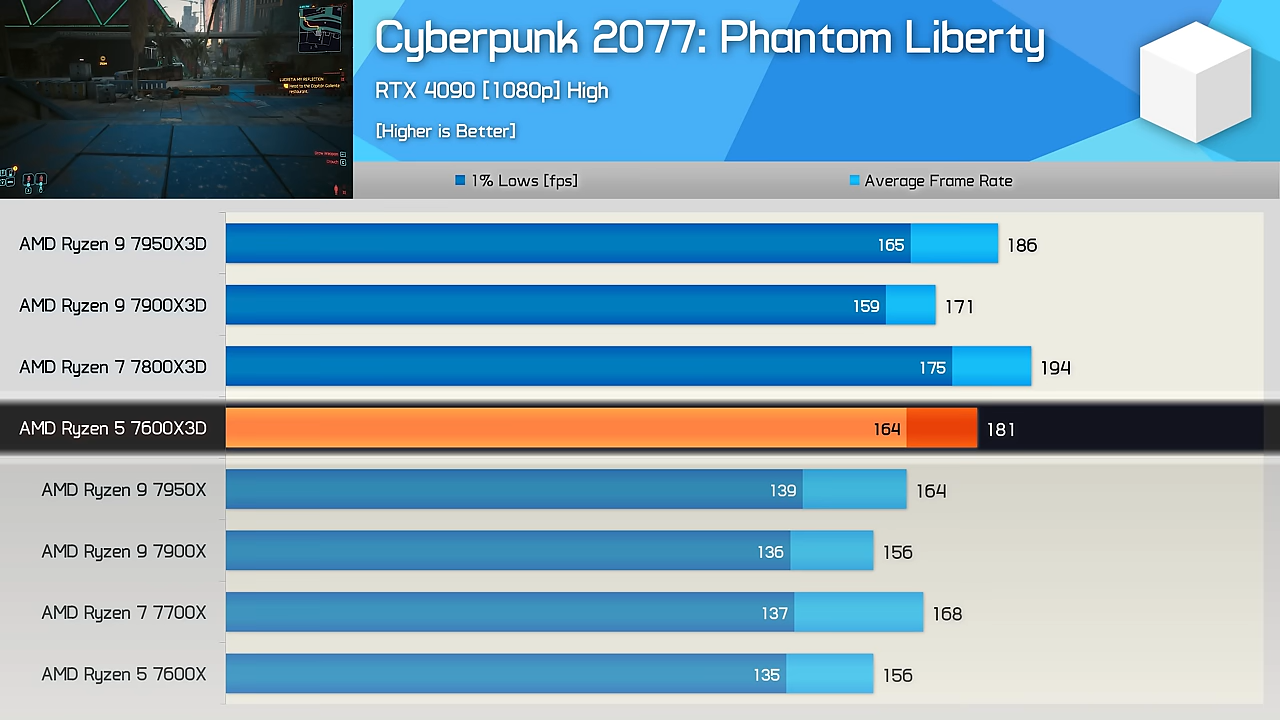 Cyberpunk 2077: Phantom Liberty
RTX 4090 [1080p] High
[Higher is Better]
1% Lows [fps]
Average Frame Rate
AMD Ryzen 9 7950X3D 165 186
AMD Ryzen 9 7900X3D 159 171
AMD Ryzen 7 7800X3D 175 194
AMD Ryzen 5 7600X3D 164 181
AMD Ryzen 9 7950X 139 164
AMD Ryzen 9 7900X 136 156
AMD Ryzen 7 7700X 137 168
AMD Ryzen 5 7600X 135 156